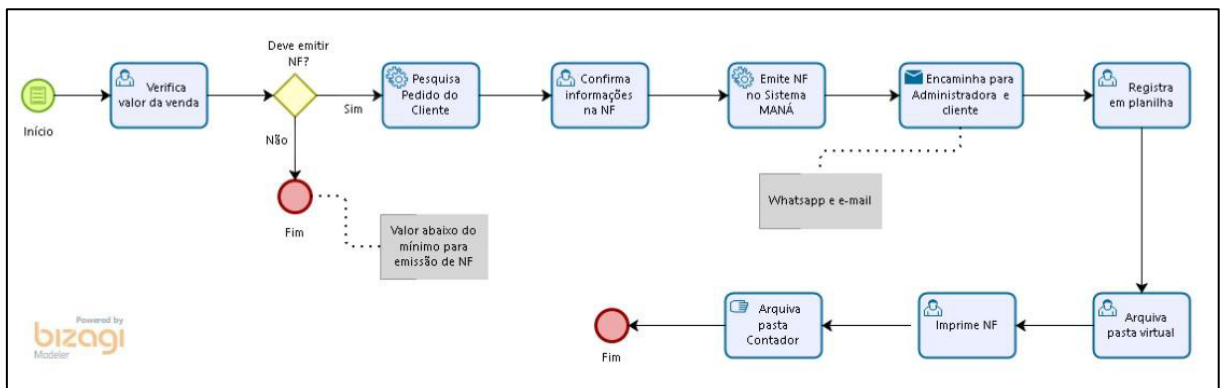 Deve emitir
NF?
Início
Verifica
valor da venda
Sim
Não
Pesquisa
Pedido do
Cliente
Confirma
informações
na NF
Emite NF
no Sistema
MANÁ
Encaminha para
Administradora e
cliente
Registra
em planilha
Fim
Valor abaixo do
mínimo para
emissão de NF
Whatsapp e e-mail
Fim
Arquiva
pasta
Contador
Imprime NF
Arquiva
pasta virtual
Powered by
bizagi
Modeler